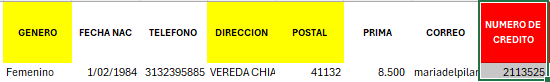 GENERO FECHA NAC TELEFONO DIRECCION POSTAL PRIMA CORREO NUMERO DE CREDITO
Femenino 1/02/1984 3132395885 VEREDA CHIA 41132 8.500 mariadelpilar 2113525